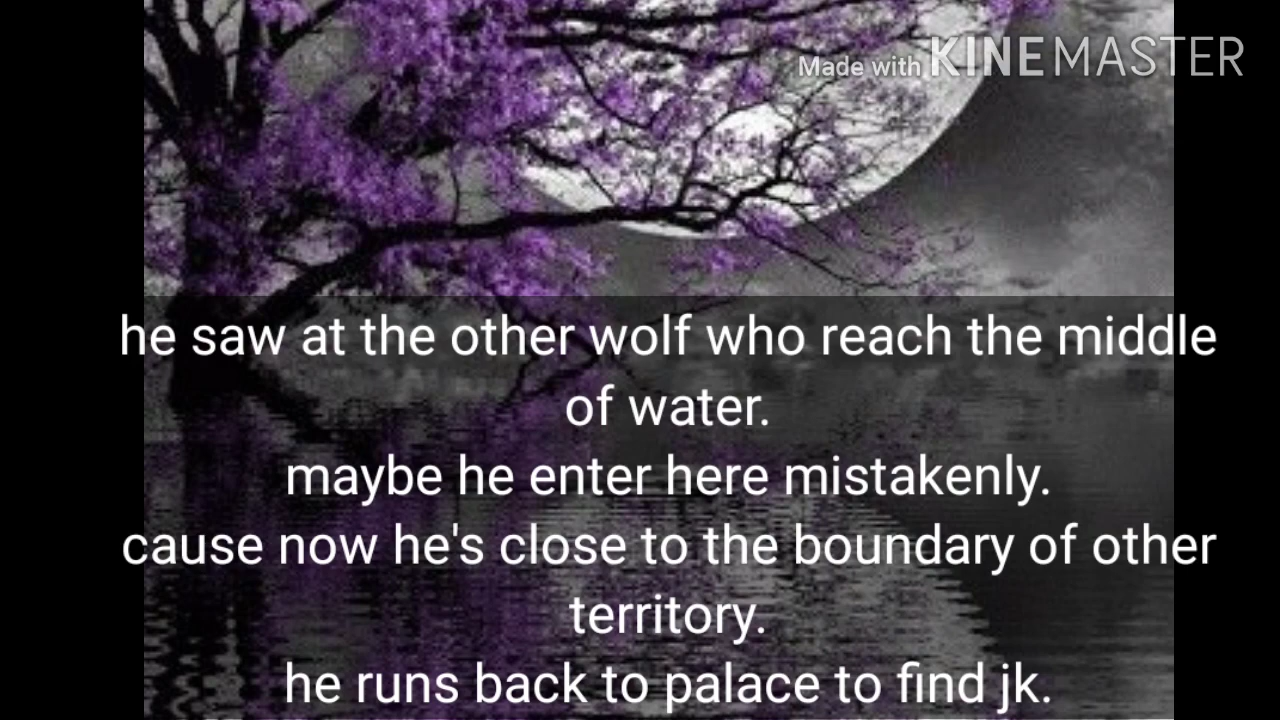 Made with KINEMASTER
he saw at the other wolf who reach the middle
of water.
maybe he enter here mistakenly.
cause now he's close to the boundary of other
territory.
he runs back to palace to find jk.